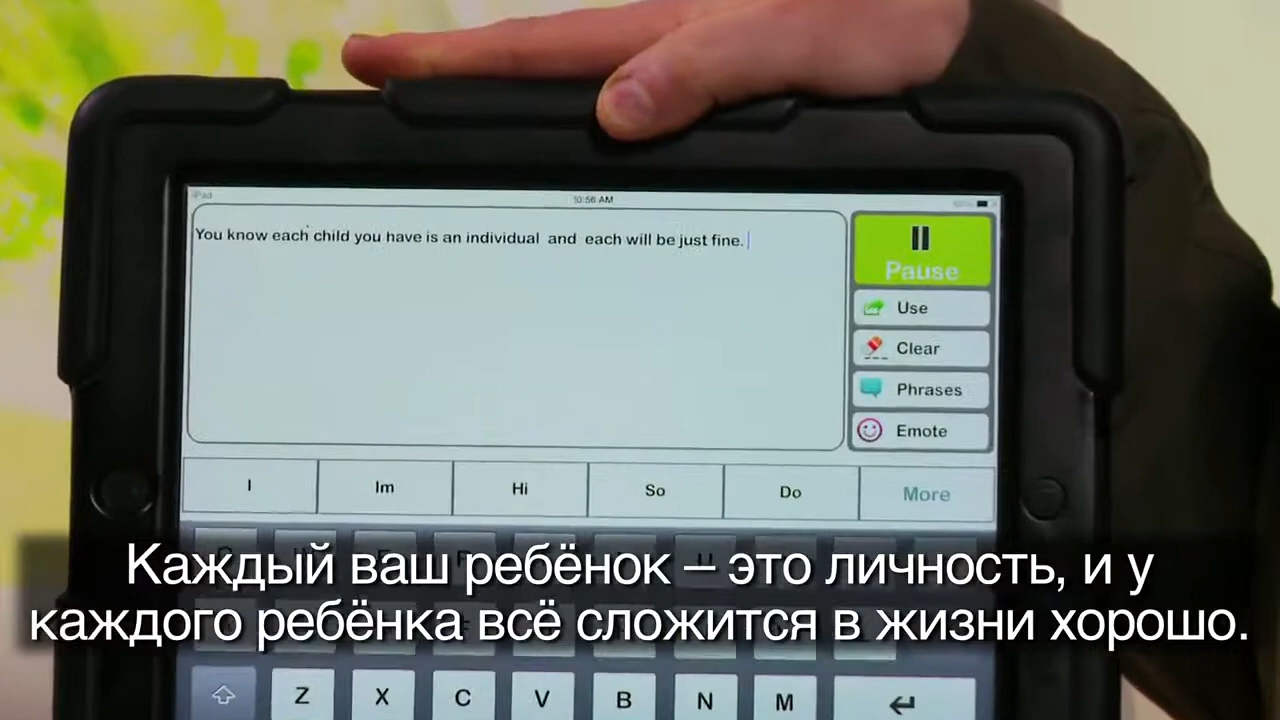 iPad
10:56 AM
You know each child you have is an individual and each will be just fine.
Pause
Use
Clear
Phrases
Emote
I Im Hi So Do More
Каждый ваш ребёнок – это личность, и у
каждого ребёнка всё сложится в жизни хорошо.
Z X C V B N M